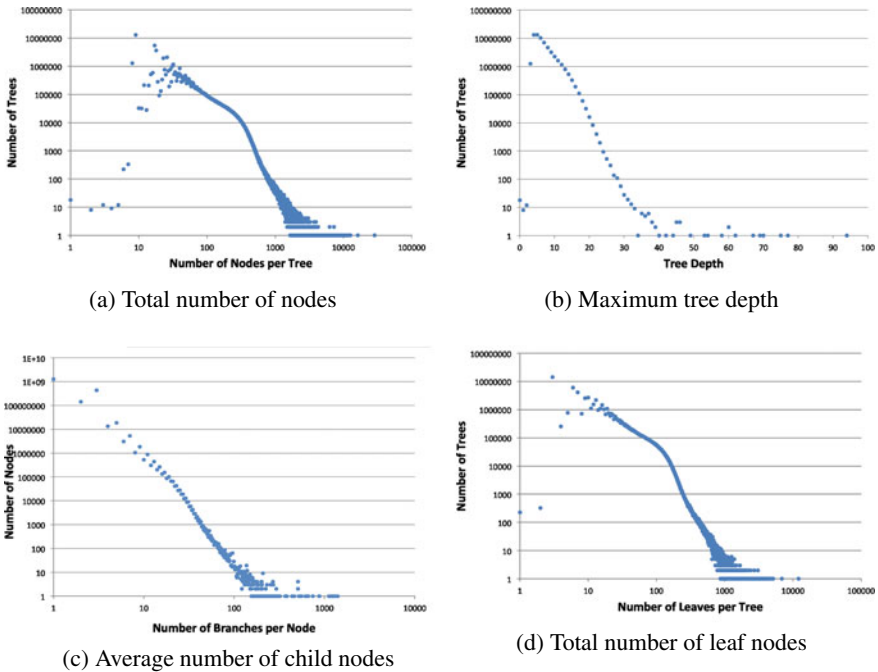 100000000
10000000
1000000
100000
10000
1000
100
10
1
Number of Trees
1 10 100 1000 10000 100000
Number of Nodes per Tree
(a) Total number of nodes
100000000
10000000
1000000
100000
10000
1000
100
10
1
Number of Trees
0 20 40 60 80 100
Tree Depth
(b) Maximum tree depth
1E+10
1E+09
100000000
10000000
1000000
100000
10000
1000
100
10
1
Number of Nodes
1 10 100 1000 10000
Number of Branches per Node
(c) Average number of child nodes
100000000
10000000
1000000
100000
10000
1000
100
10
1
Number of Trees
1 10 100 1000 10000 100000
Number of Leaves per Tree
(d) Total number of leaf nodes